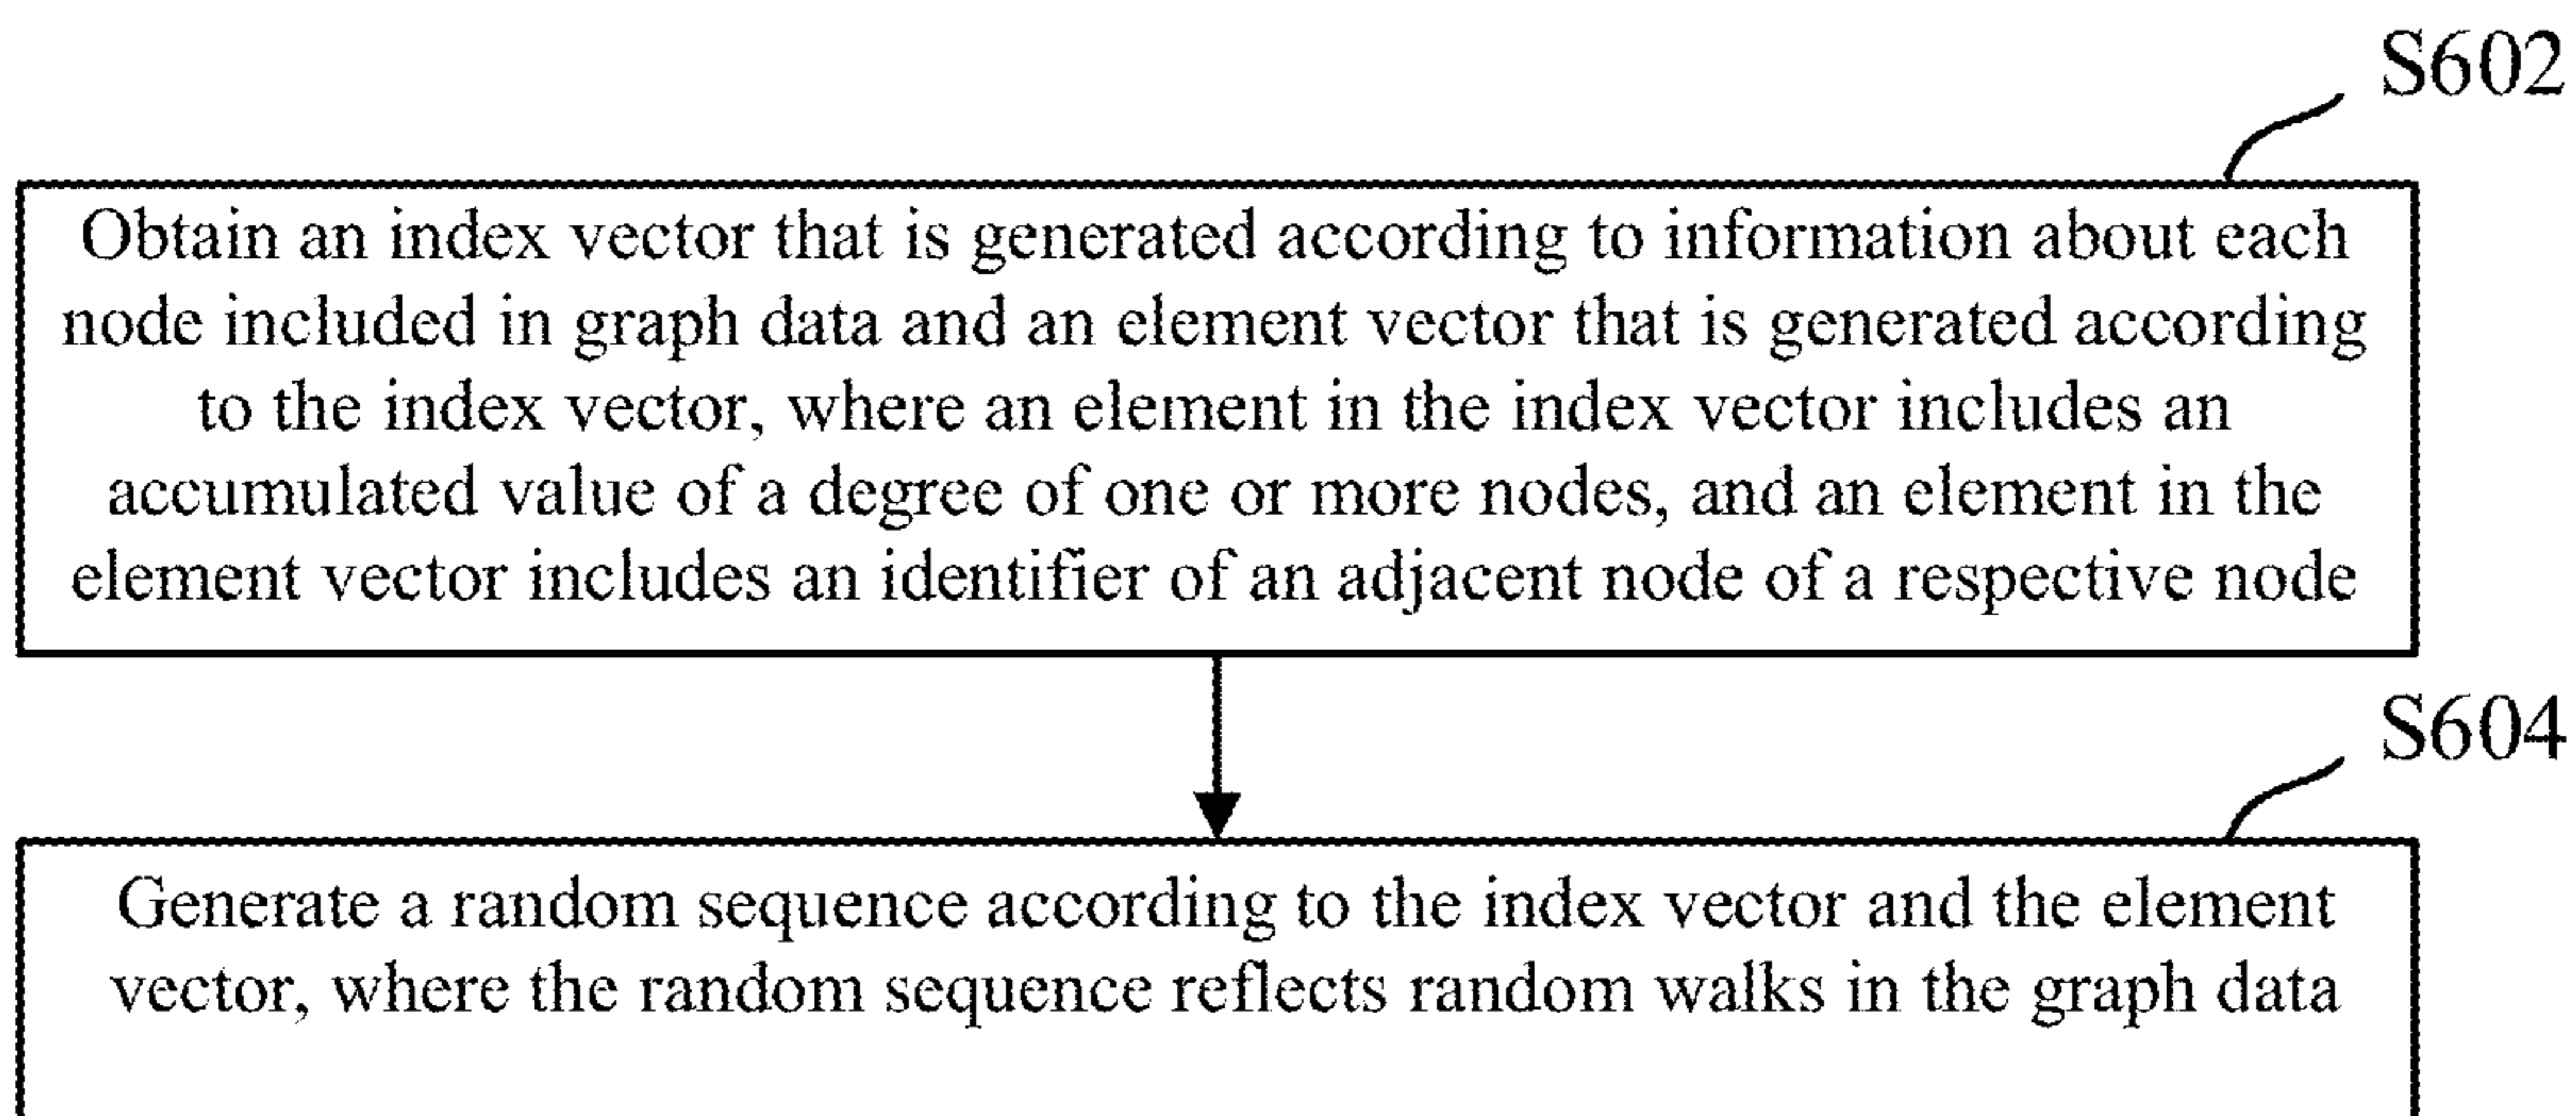 S602
Obtain an index vector that is generated according to information about each
node included in graph data and an element vector that is generated according
to the index vector, where an element in the index vector includes an
accumulated value of a degree of one or more nodes, and an element in the
element vector includes an identifier of an adjacent node of a respective node
S604
Generate a random sequence according to the index vector and the element
vector, where the random sequence reflects random walks in the graph data